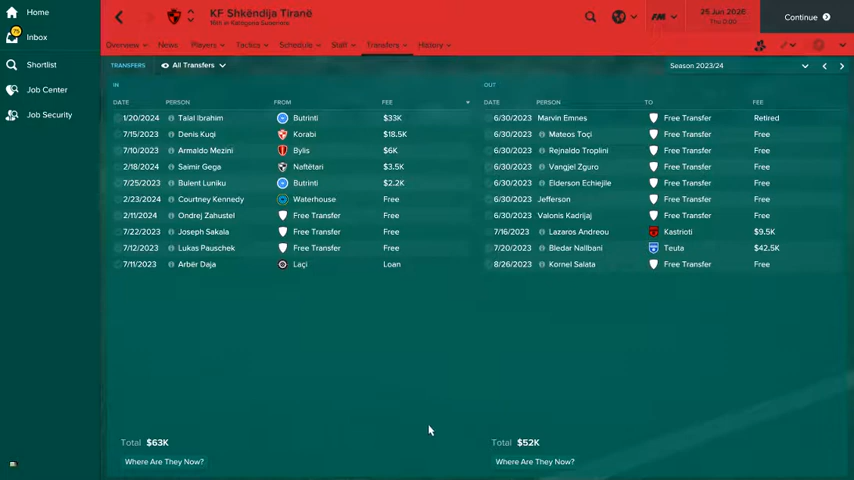 Home
KF Shkëndija Tiranë
25 Jun 2026
Thu 0:00
Continue
Inbox
Overview
News
Players
Tactics
Schedule
Staff
Transfers
History
Shortlist
TRANSFERS
All Transfers
Season 2023/24
IN
OUT
Job Center
DATE PERSON FROM FEE
DATE PERSON TO FEE
Job Security
1/20/2024 Talal Ibrahim Butrinti $33K
6/30/2023 Marvin Emnes Free Transfer Retired
7/15/2023 Denis Kuqi Korabi $18.5K
6/30/2023 Mateos Toçi Free Transfer Free
7/10/2023 Armaldo Mezini Bylis $6K
6/30/2023 Rejnaldo Troplini Free Transfer Free
2/18/2024 Saimir Gega Naftëtari $3.5K
6/30/2023 Vangjel Zguro Free Transfer Free
7/25/2023 Bulent Luniku Butrinti $2.2K
6/30/2023 Elderson Echiejile Free Transfer Free
2/23/2024 Courtney Kennedy Waterhouse Free
6/30/2023 Jefferson Free Transfer Free
2/11/2024 Ondrej Zahustel Free Transfer Free
6/30/2023 Valonis Kadrijaj Free Transfer Free
7/22/2023 Joseph Sakala Free Transfer Free
7/16/2023 Lazaros Andreou Kastrioti $9.5K
7/12/2023 Lukas Pauschek Free Transfer Free
7/20/2023 Bledar Nallbani Teuta $42.5K
7/11/2023 Arbër Daja Laçi Loan
8/26/2023 Kornel Salata Free Transfer Free
Total $63K
Total $52K
Where Are They Now?
Where Are They Now?